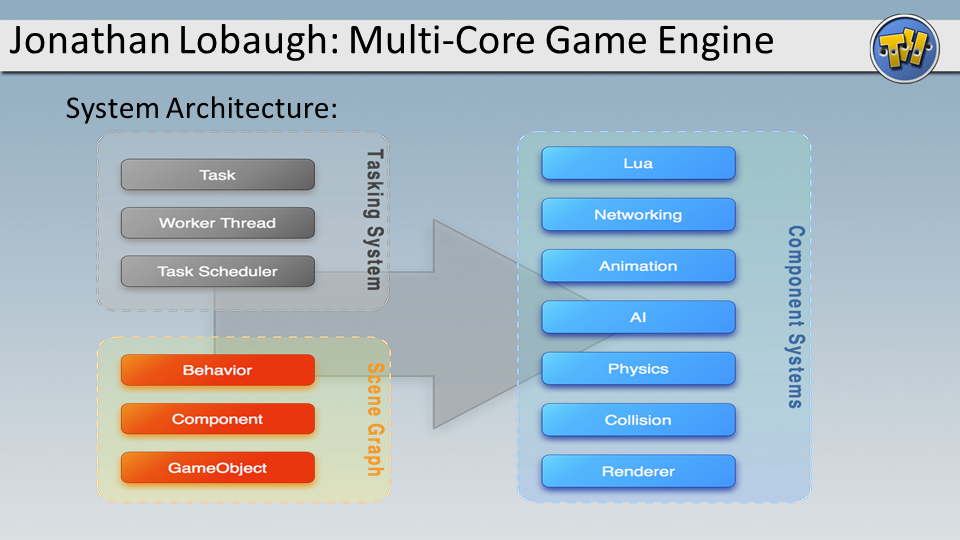 Jonathan Lobaugh: Multi-Core Game Engine
TH
System Architecture:
Task
Worker Thread
Task Scheduler
Tasking System
Behavior
Component
GameObject
Scene Graph
Lua
Networking
Animation
AI
Physics
Collision
Renderer
Component Systems